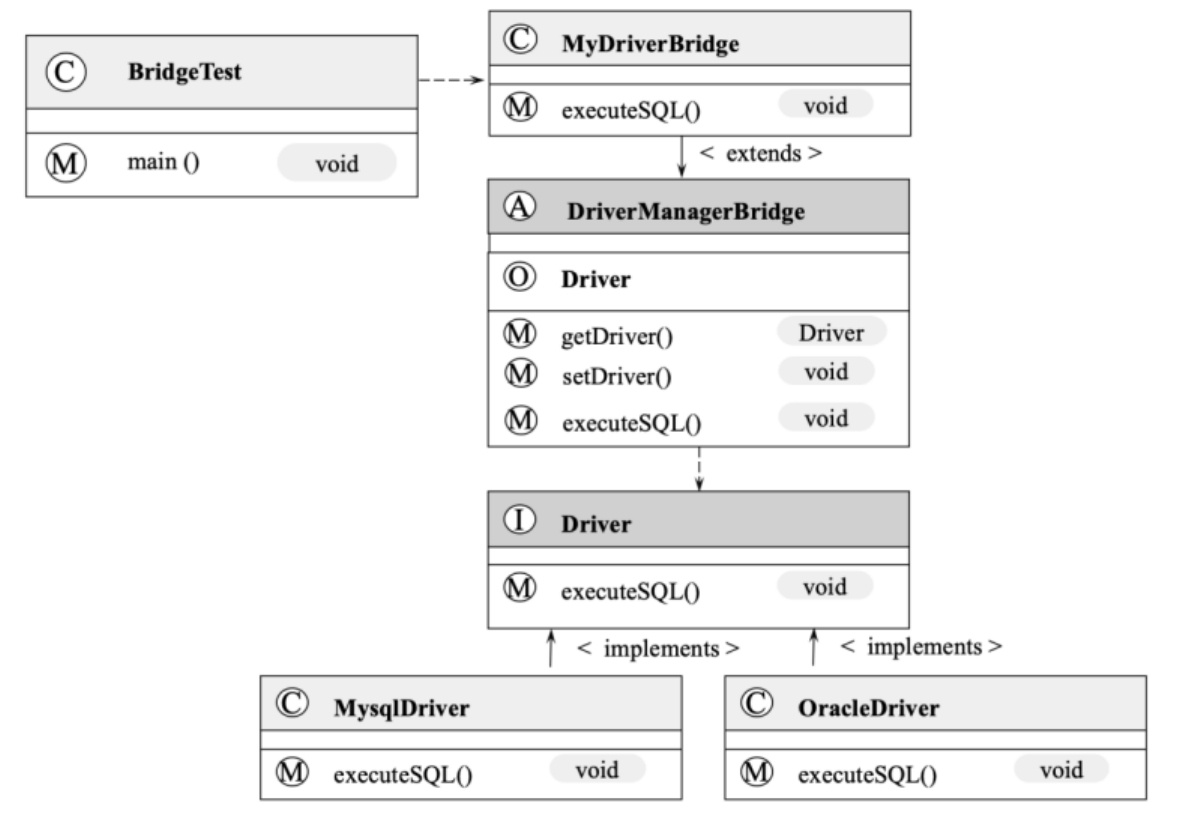 C BridgeTest
M main () void
C MyDriverBridge
M executeSQL() void
< extends >
A DriverManagerBridge
O Driver
M getDriver() Driver
M setDriver() void
M executeSQL() void
I Driver
M executeSQL() void
< implements > < implements >
C MysqlDriver
M executeSQL() void
C OracleDriver
M executeSQL() void